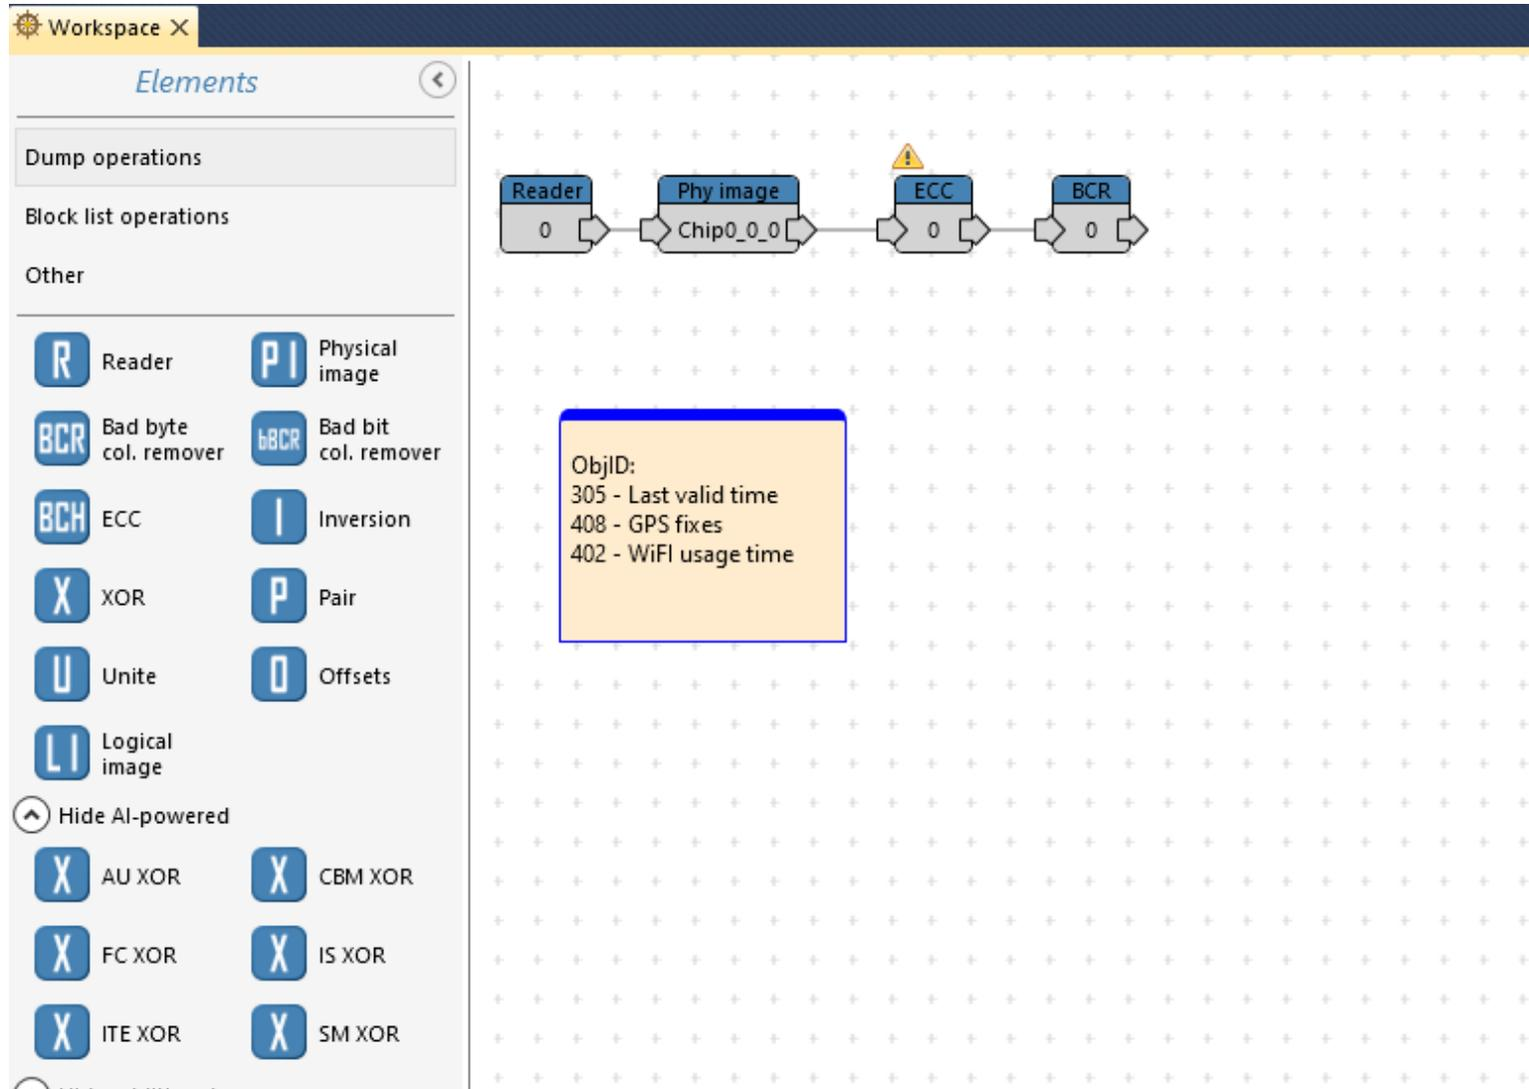 Workspace
Elements
Dump operations
Block list operations
Other
R Reader
PI Physical image
BCR Bad byte col. remover
bBCR Bad bit col. remover
BCH ECC
I Inversion
X XOR
P Pair
U Unite
O Offsets
LI Logical image
Hide AI-powered
X AU XOR
X CBM XOR
X FC XOR
X IS XOR
X ITE XOR
X SM XOR
Reader
0
Phy image
Chip0_0_0
ECC
0
BCR
0
ObjID:
305 - Last valid time
408 - GPS fixes
402 - WiFI usage time